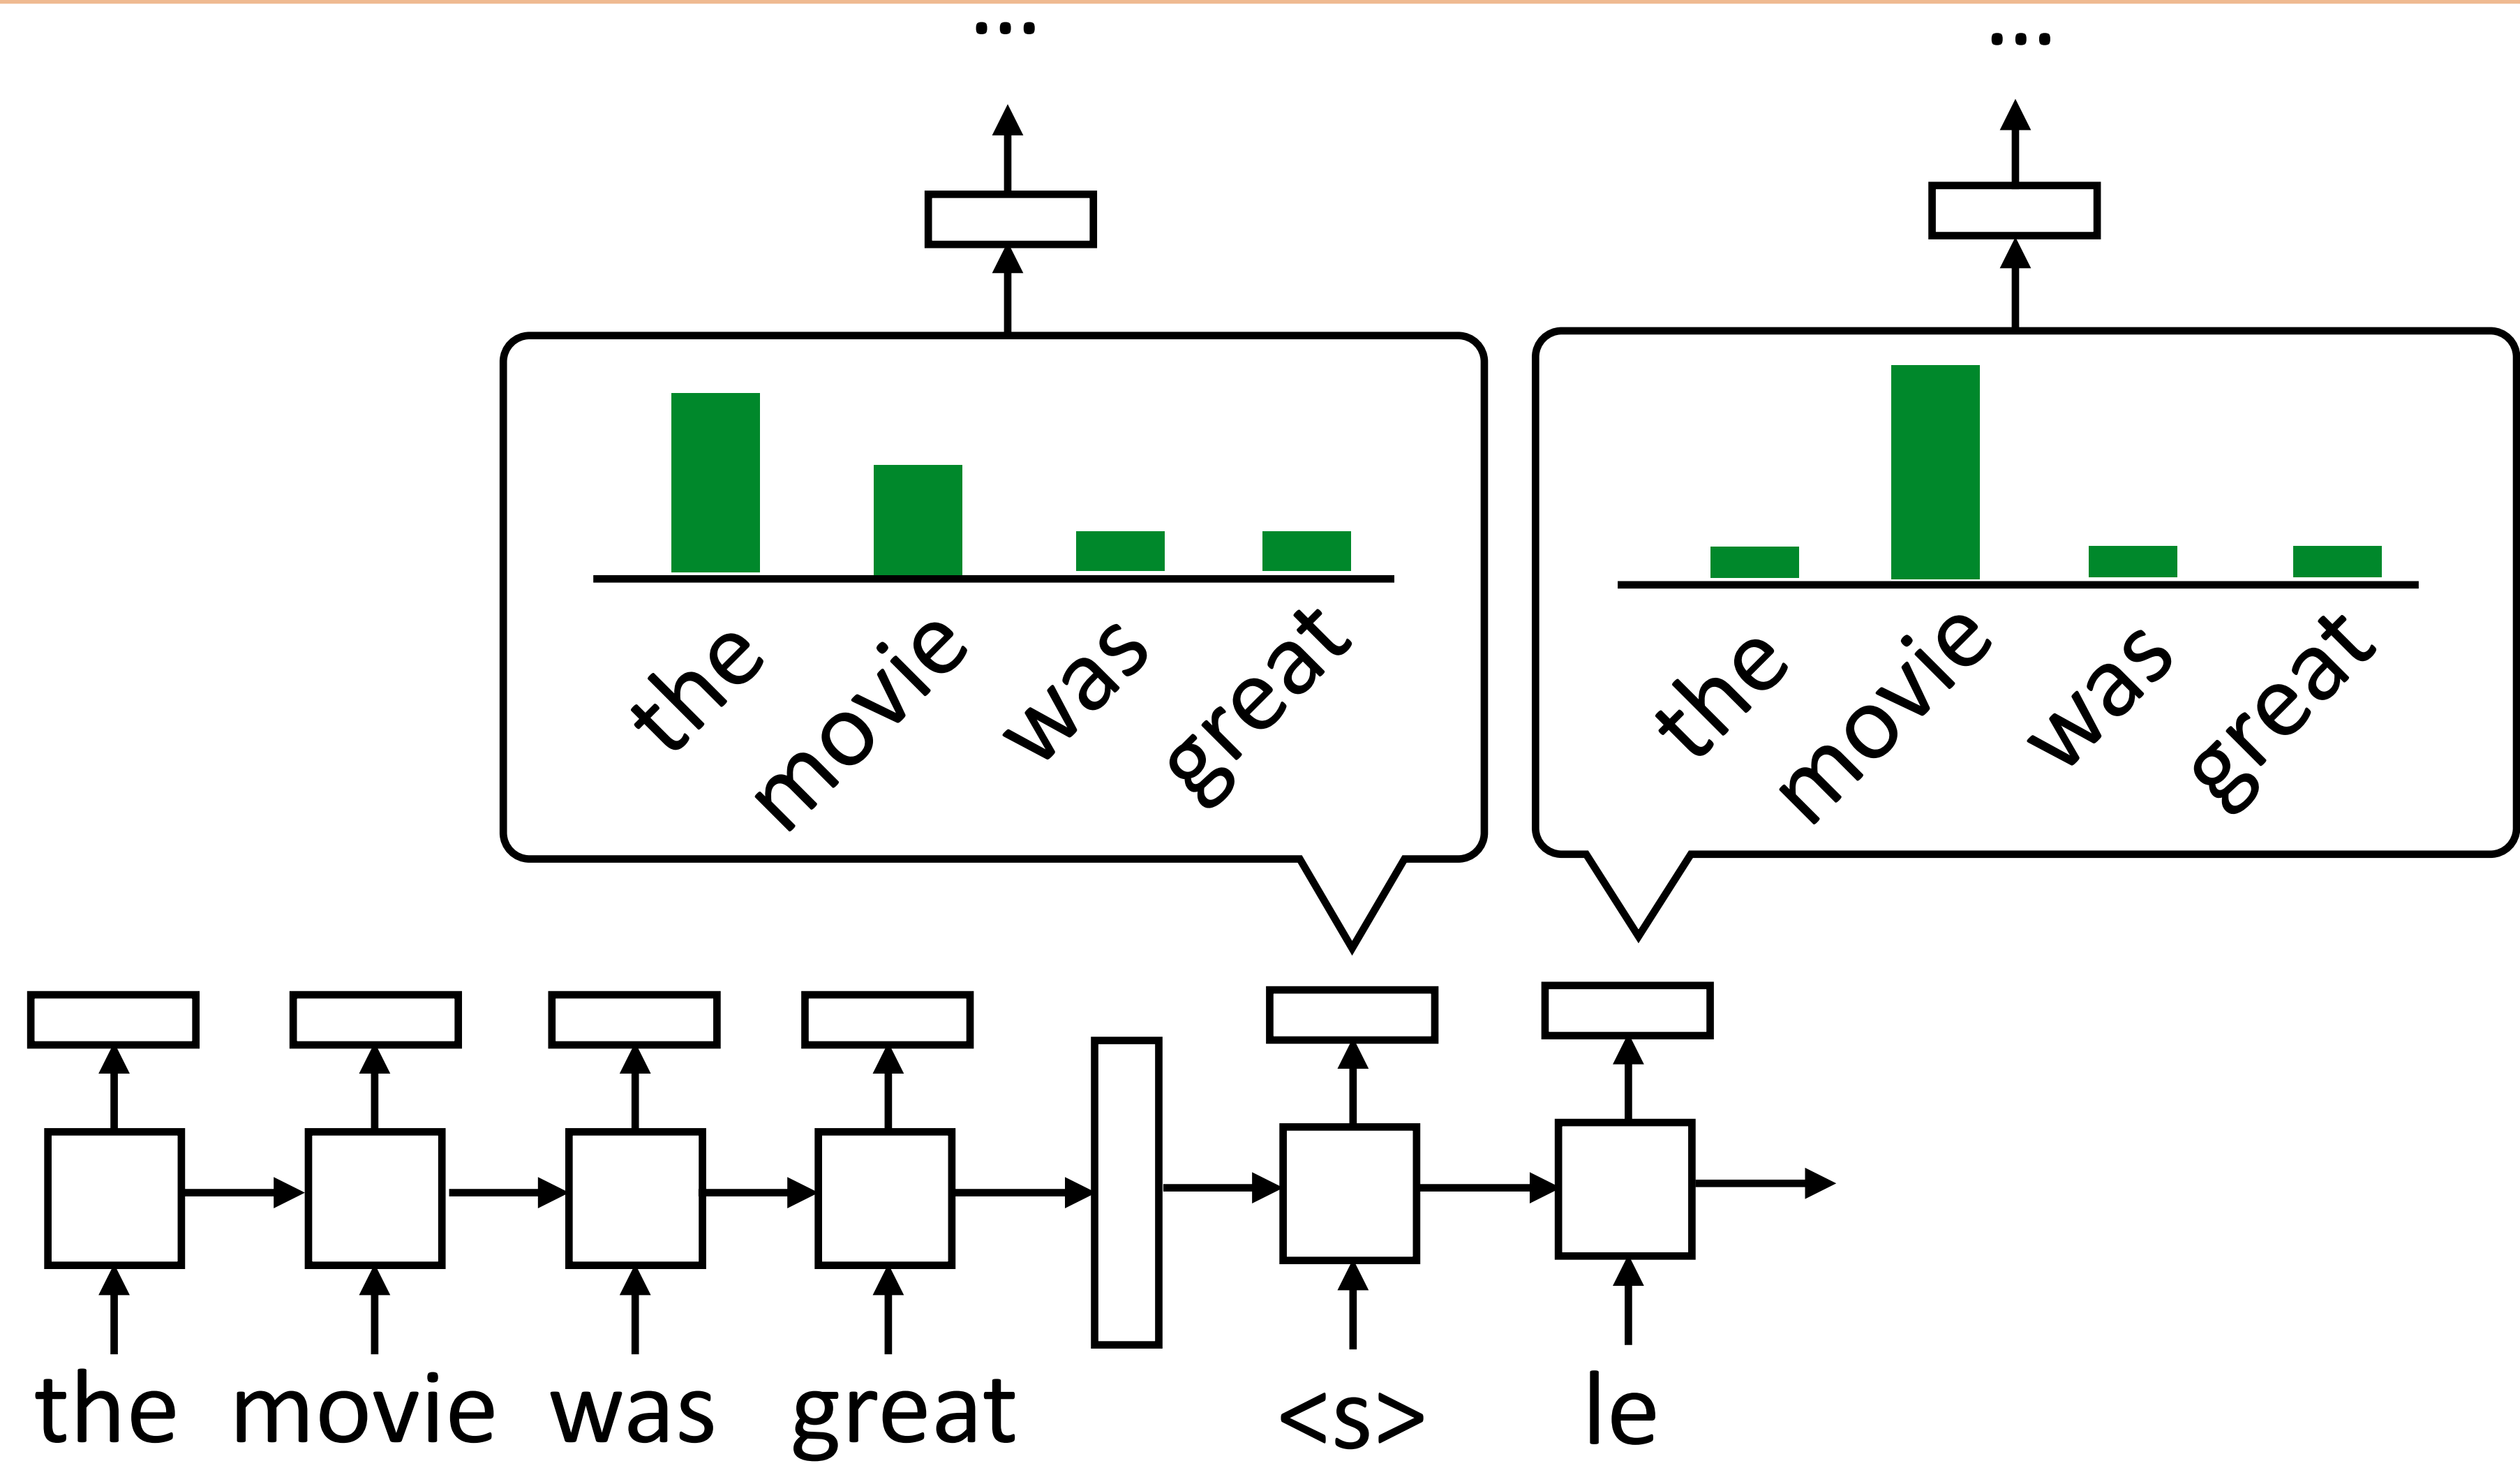 ... ...
the movie was great the movie was great
the movie was great <s> le